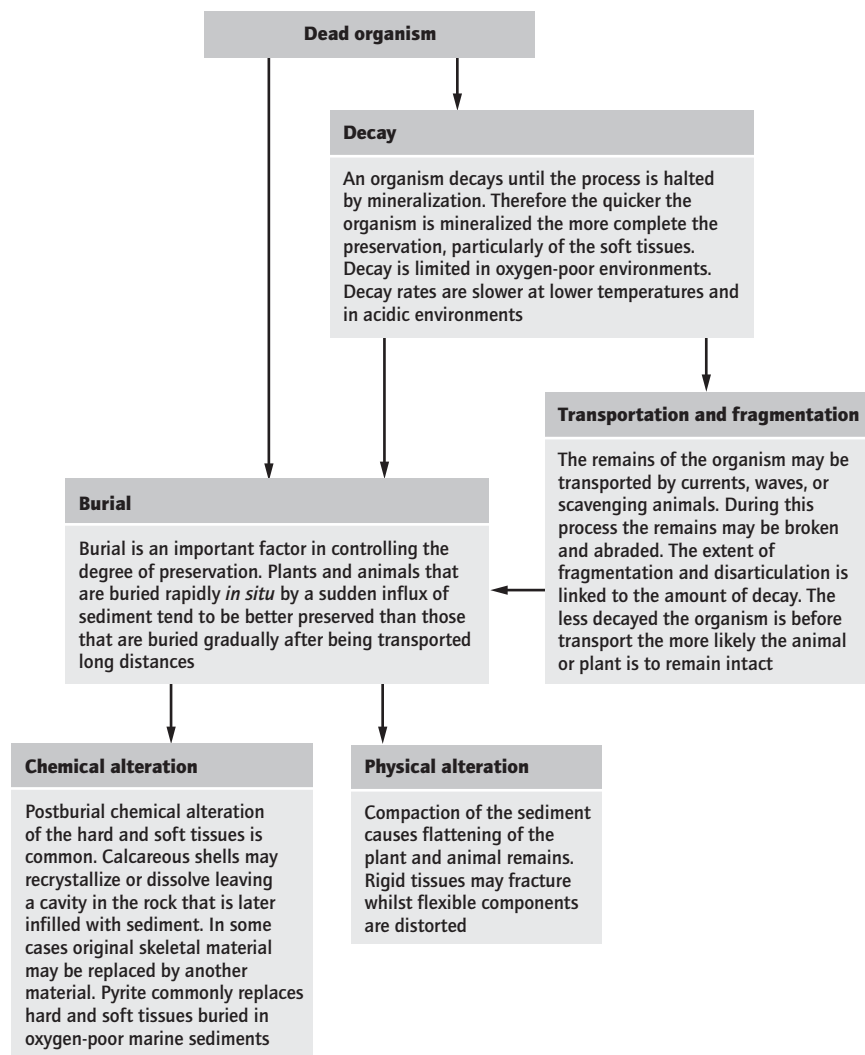 Dead organism
Decay
An organism decays until the process is halted
by mineralization. Therefore the quicker the
organism is mineralized the more complete the
preservation, particularly of the soft tissues.
Decay is limited in oxygen-poor environments.
Decay rates are slower at lower temperatures and
in acidic environments
Transportation and fragmentation
The remains of the organism may be
transported by currents, waves, or
scavenging animals. During this
process the remains may be broken
and abraded. The extent of
fragmentation and disarticulation is
linked to the amount of decay. The
less decayed the organism is before
transport the more likely the animal
or plant is to remain intact
Burial
Burial is an important factor in controlling the
degree of preservation. Plants and animals that
are buried rapidly in situ by a sudden influx of
sediment tend to be better preserved than those
that are buried gradually after being transported
long distances
Chemical alteration
Postburial chemical alteration
of the hard and soft tissues is
common. Calcareous shells may
recrystallize or dissolve leaving
a cavity in the rock that is later
infilled with sediment. In some
cases original skeletal material
may be replaced by another
material. Pyrite commonly replaces
hard and soft tissues buried in
oxygen-poor marine sediments
Physical alteration
Compaction of the sediment
causes flattening of the
plant and animal remains.
Rigid tissues may fracture
whilst flexible components
are distorted